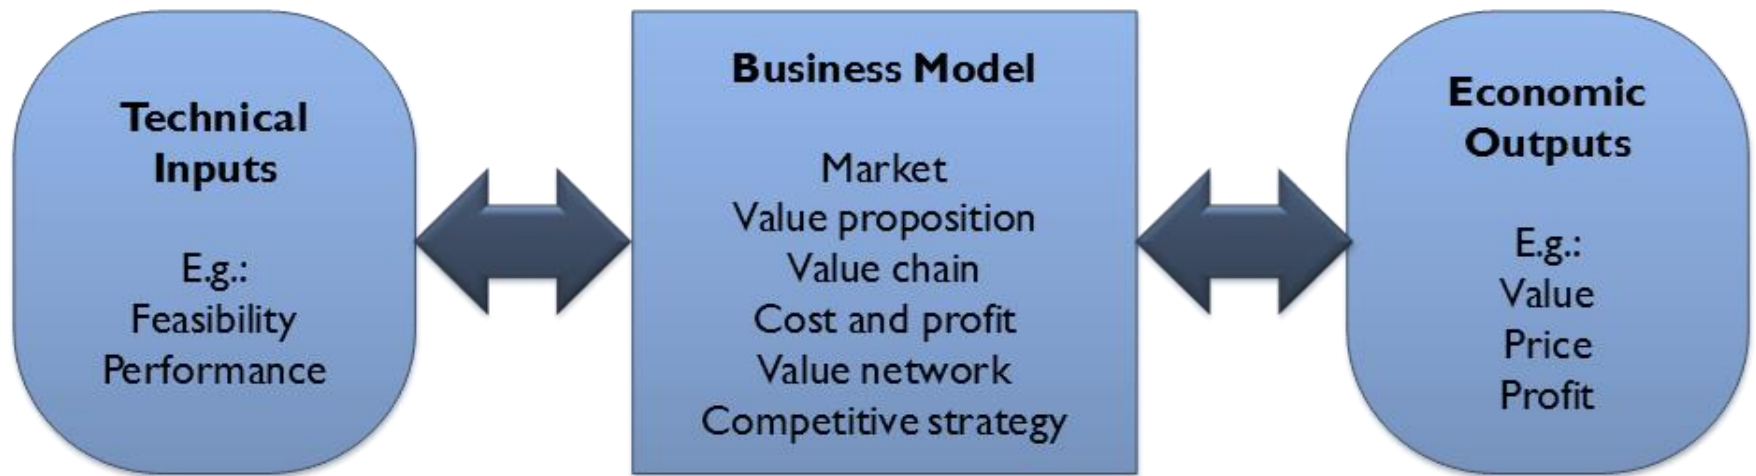 Technical
Inputs
E.g.:
Feasibility
Performance
Business Model
Market
Value proposition
Value chain
Cost and profit
Value network
Competitive strategy
Economic
Outputs
E.g.:
Value
Price
Profit